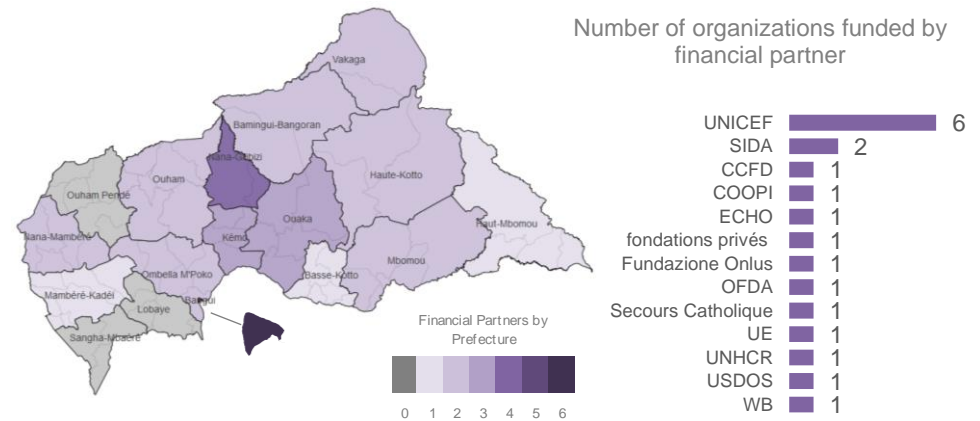 Vakaga
Bamingui-Bangoran
Nana-Grébizi
Ouham
Haute-Kotto
Ouham Pendé
Ouaka
Kémo
Haut-Mbomou
Nana-Mambéré
Ombella M'Poko
Basse-Kotto
Mbomou
Mambéré-Kadéi
Bangui
Lobaye
Sangha-Mbaéré
Financial Partners by
Prefecture
0 1 2 3 4 5 6
Number of organizations funded by
financial partner
UNICEF 6
SIDA 2
CCFD 1
COOPI 1
ECHO 1
fondations privés 1
Fundazione Onlus 1
OFDA 1
Secours Catholique 1
UE 1
UNHCR 1
USDOS 1
WB 1